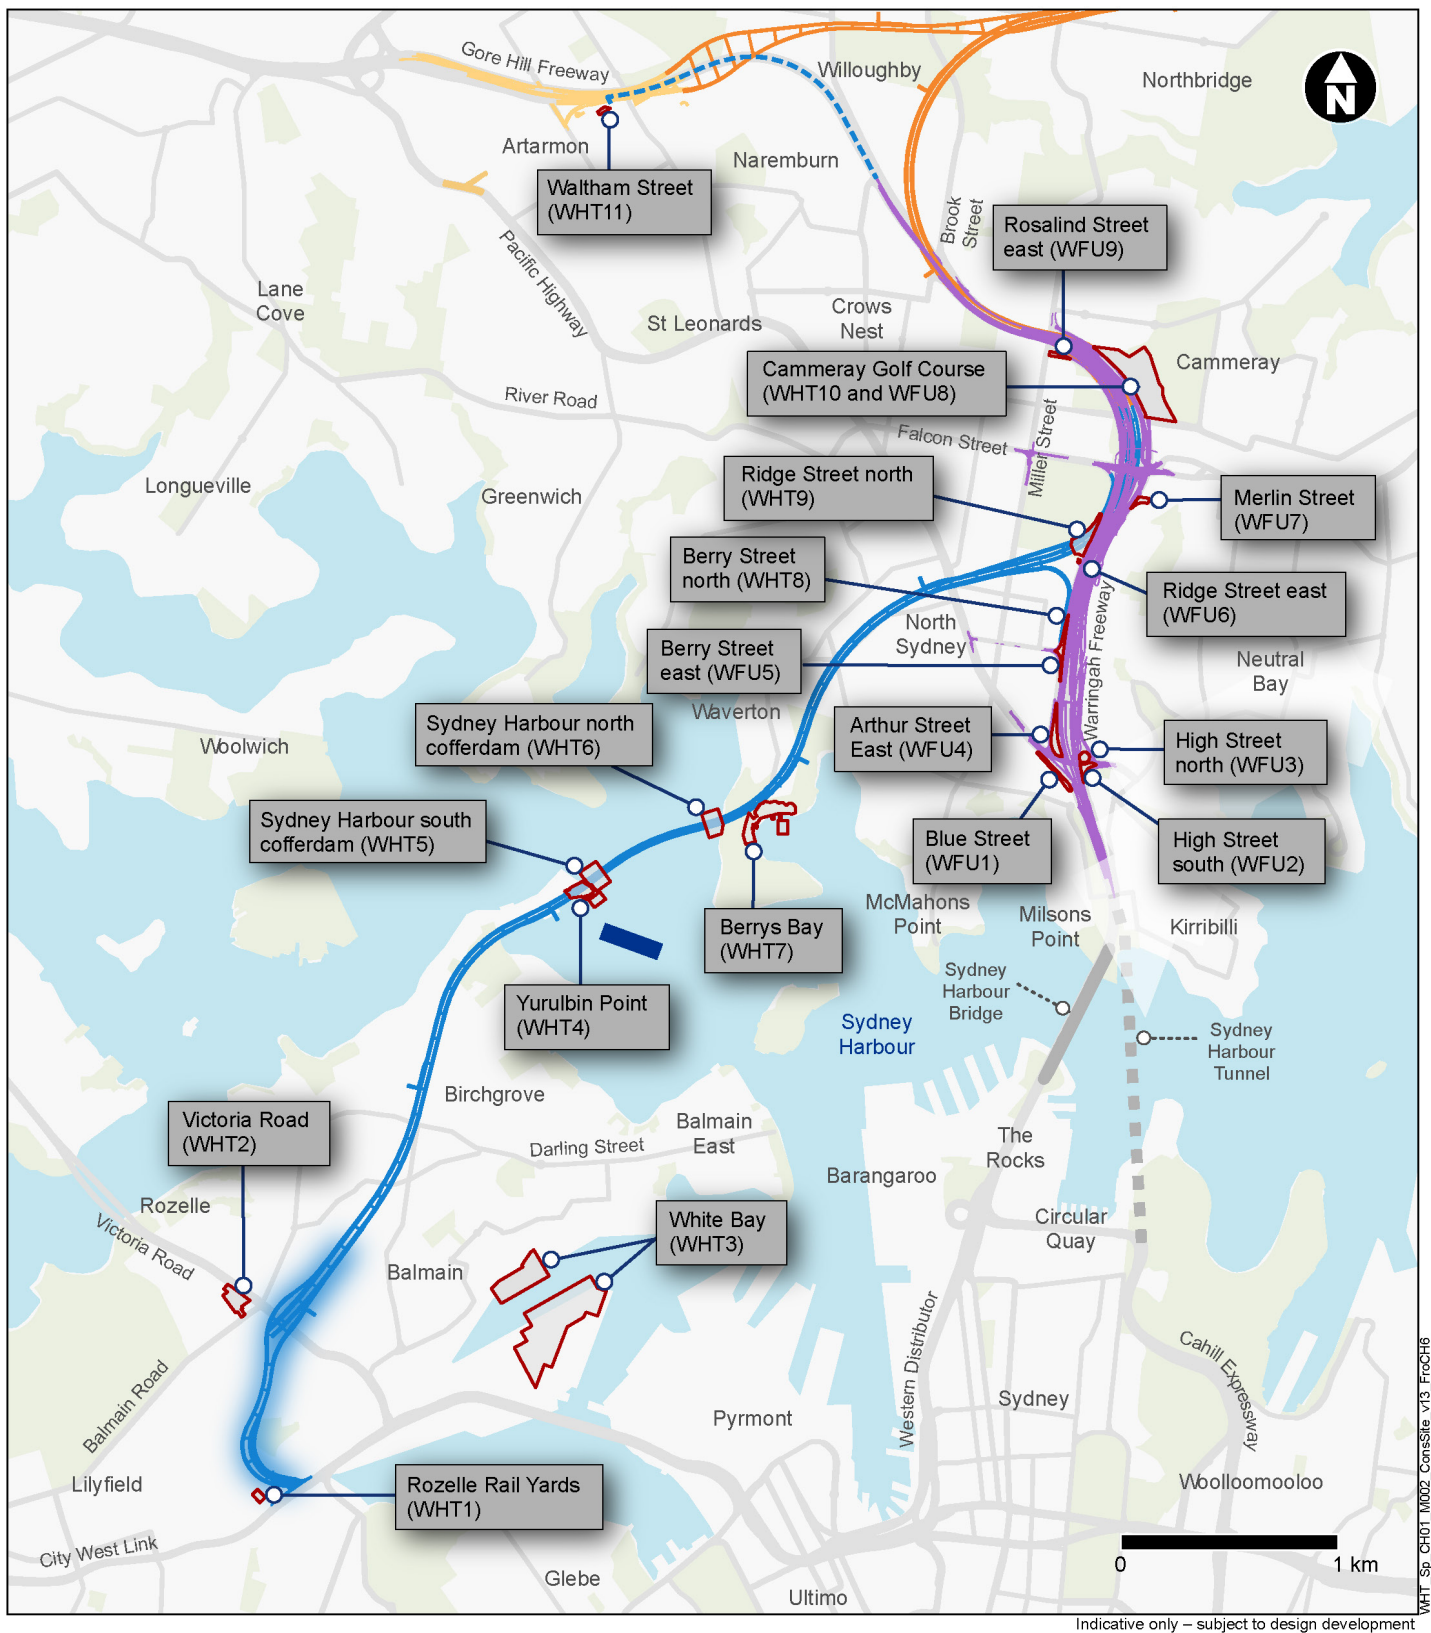 Gore Hill Freeway
Willoughby
Northbridge
N
Artarmon
Naremburn
Waltham Street
(WHT11)
Brook
Street
Rosalind Street
east (WFU9)
Pacific Highway
Lane
Cove
Crows
Nest
St Leonards
Cammeray
Cammeray Golf Course
(WHT10 and WFU8)
River Road
Falcon Street
Miller Street
Ridge Street north
(WHT9)
Longueville
Greenwich
Merlin Street
(WFU7)
Berry Street
north (WHT8)
Ridge Street east
(WFU6)
Warringah Freeway
North
Sydney
Berry Street
east (WFU5)
Neutral
Bay
Waverton
Sydney Harbour north
cofferdam (WHT6)
Arthur Street
East (WFU4)
High Street
north (WFU3)
Woolwich
Sydney Harbour south
cofferdam (WHT5)
Blue Street
(WFU1)
High Street
south (WFU2)
Berrys Bay
(WHT7)
McMahons
Point
Milsons
Point
Kirribilli
Yurulbin Point
(WHT4)
Sydney
Harbour
Bridge
Sydney
Harbour
Sydney
Harbour
Tunnel
Birchgrove
Victoria Road
(WHT2)
Balmain
East
Darling Street
The
Rocks
Barangaroo
Rozelle
Victoria Road
White Bay
(WHT3)
Circular
Quay
Balmain
Western Distributor
Cahill Expressway
Balmain Road
Sydney
Pyrmont
Lilyfield
Rozelle Rail Yards
(WHT1)
Woolloomooloo
City West Link
Glebe
Ultimo
0 1 km
WHT_Sp_CH01_M002_ConsSite_v13_FroCH6
Indicative only – subject to design development